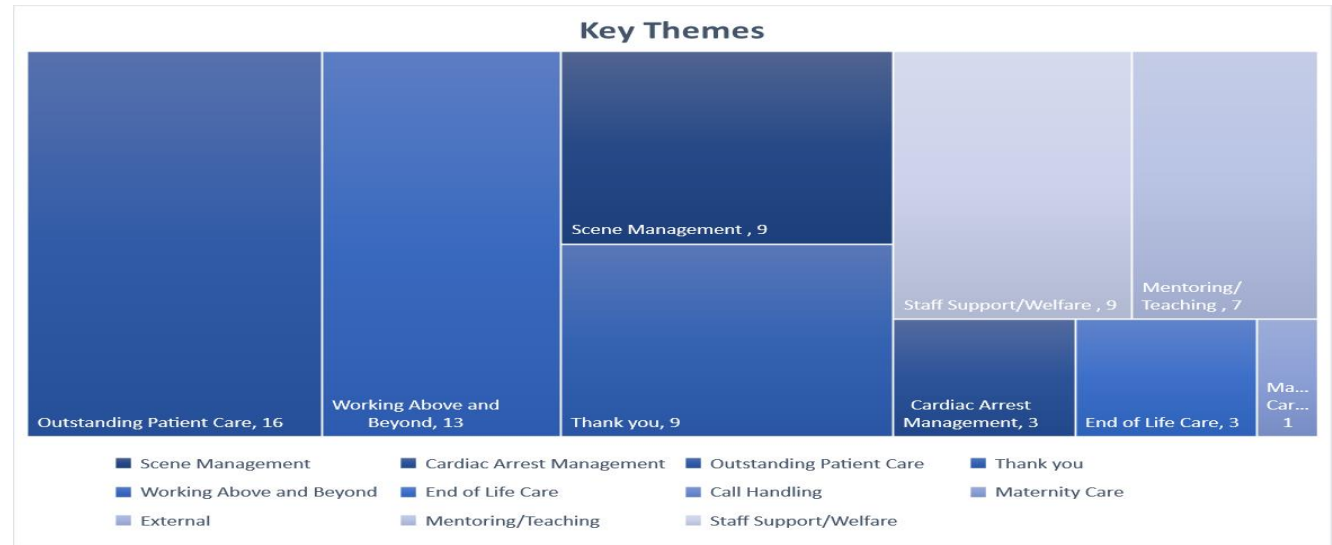 Key Themes
Outstanding Patient Care, 16
Working Above and
Beyond, 13
Scene Management , 9
Thank you, 9
Staff Support/Welfare , 9
Mentoring/
Teaching , 7
Cardiac Arrest
Management, 3
End of Life Care, 3
Ma...
Car...
1
Scene Management
Cardiac Arrest Management
Outstanding Patient Care
Thank you
Working Above and Beyond
End of Life Care
Call Handling
Maternity Care
External
Mentoring/Teaching
Staff Support/Welfare